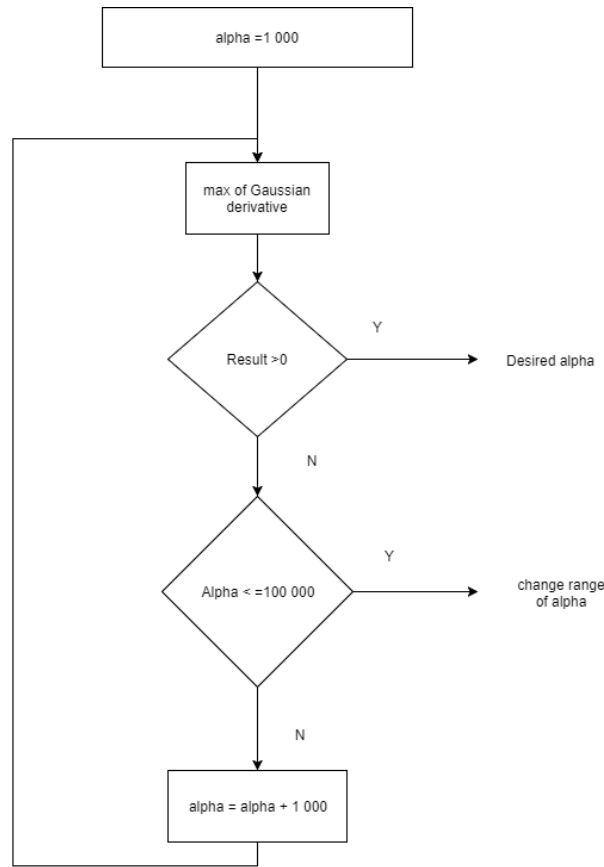 alpha =1 000
max of Gaussian
derivative
Result >0
Y
Desired alpha
N
Alpha < =100 000
Y
change range
of alpha
N
alpha = alpha + 1 000